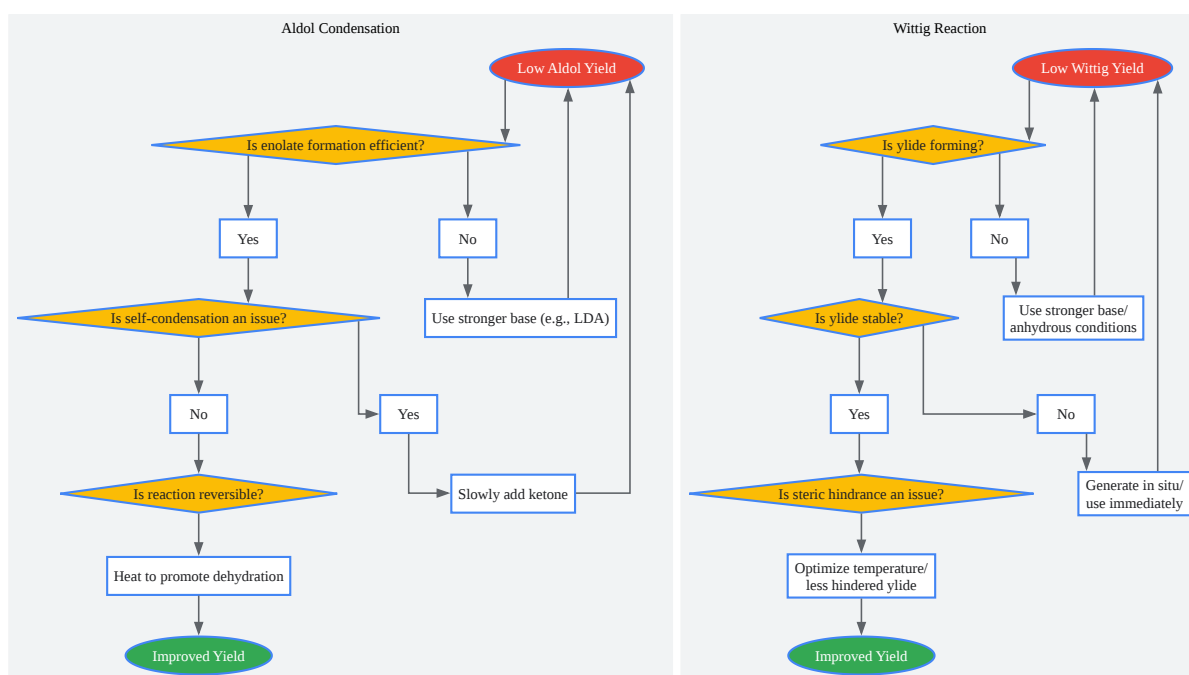 Aldol Condensation
Low Aldol Yield
Is enolate formation efficient?
Yes
No
Is self-condensation an issue?
Use stronger base (e.g., LDA)
No
Yes
Is reaction reversible?
Slowly add ketone
Heat to promote dehydration
Improved Yield
Wittig Reaction
Low Wittig Yield
Is ylide forming?
Yes
No
Is ylide stable?
Use stronger base/
anhydrous conditions
Yes
No
Is steric hindrance an issue?
Generate in situ/
use immediately
Optimize temperature/
less hindered ylide
Improved Yield